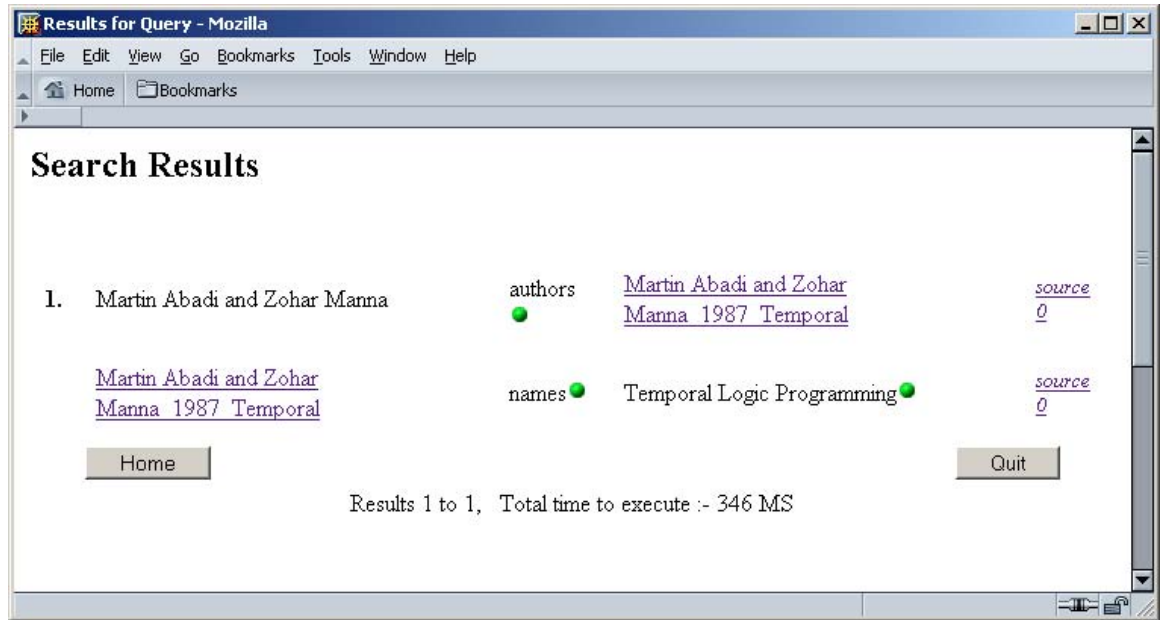 Results for Query - Mozilla
File Edit View Go Bookmarks Tools Window Help
Home Bookmarks
Search Results
1. Martin Abadi and Zohar Manna authors Martin Abadi and Zohar source
Manna 1987 Temporal 0
Martin Abadi and Zohar names Temporal Logic Programming source
Manna 1987 Temporal 0
Home Quit
Results 1 to 1, Total time to execute :- 346 MS